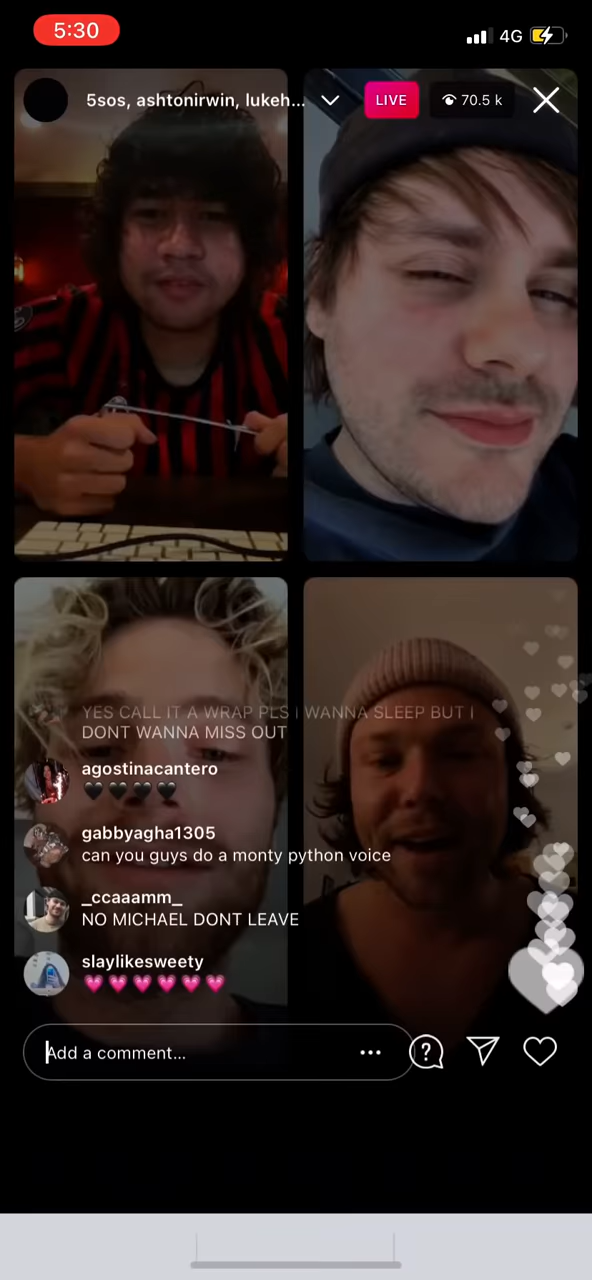 5:30
4G
5sos, ashtonirwin, lukeh...
LIVE
70.5 k
YES CALL IT A WRAP PLS I WANNA SLEEP BUT I
DONT WANNA MISS OUT
agostinacantero
🖤 🖤 🖤 🖤
gabbyagha1305
can you guys do a monty python voice
_ccaaamm_
NO MICHAEL DONT LEAVE
slaylikesweety
💗 💗 💗 💗 💗 💗
Add a comment...